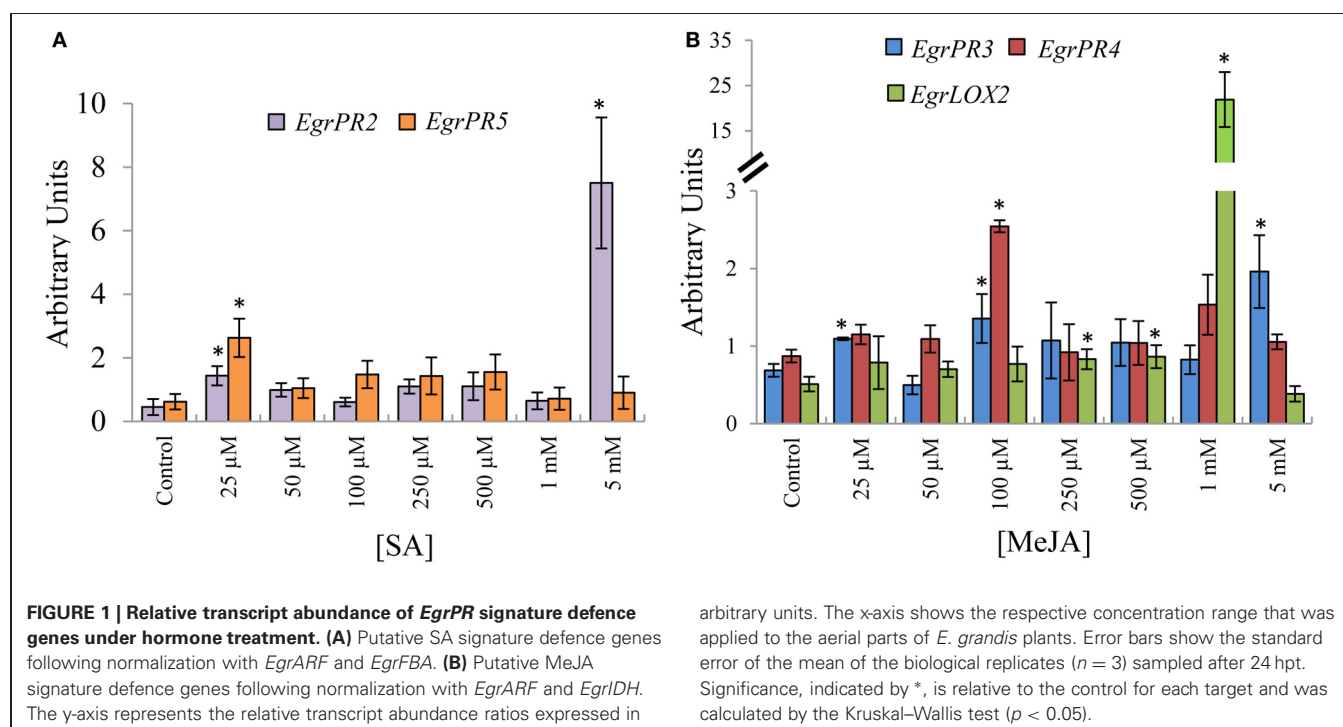 A
10
8
6
4
2
0
Arbitrary Units
EgrPR2 EgrPR5
*
*
*
Control
25 µM
50 µM
100 µM
250 µM
500 µM
1 mM
5 mM
[SA]
B
35
25
15
3
2
1
0
Arbitrary Units
EgrPR3 EgrPR4
EgrLOX2
*
*
*
*
*
*
*
Control
25 µM
50 µM
100 µM
250 µM
500 µM
1 mM
5 mM
[MeJA]
FIGURE 1 | Relative transcript abundance of EgrPR signature defence
genes under hormone treatment. (A) Putative SA signature defence genes
following normalization with EgrARF and EgrFBA. (B) Putative MeJA
signature defence genes following normalization with EgrARF and EgrIDH.
The y-axis represents the relative transcript abundance ratios expressed in
arbitrary units. The x-axis shows the respective concentration range that was
applied to the aerial parts of E. grandis plants. Error bars show the standard
error of the mean of the biological replicates (n = 3) sampled after 24 hpt.
Significance, indicated by *, is relative to the control for each target and was
calculated by the Kruskal–Wallis test (p < 0.05).